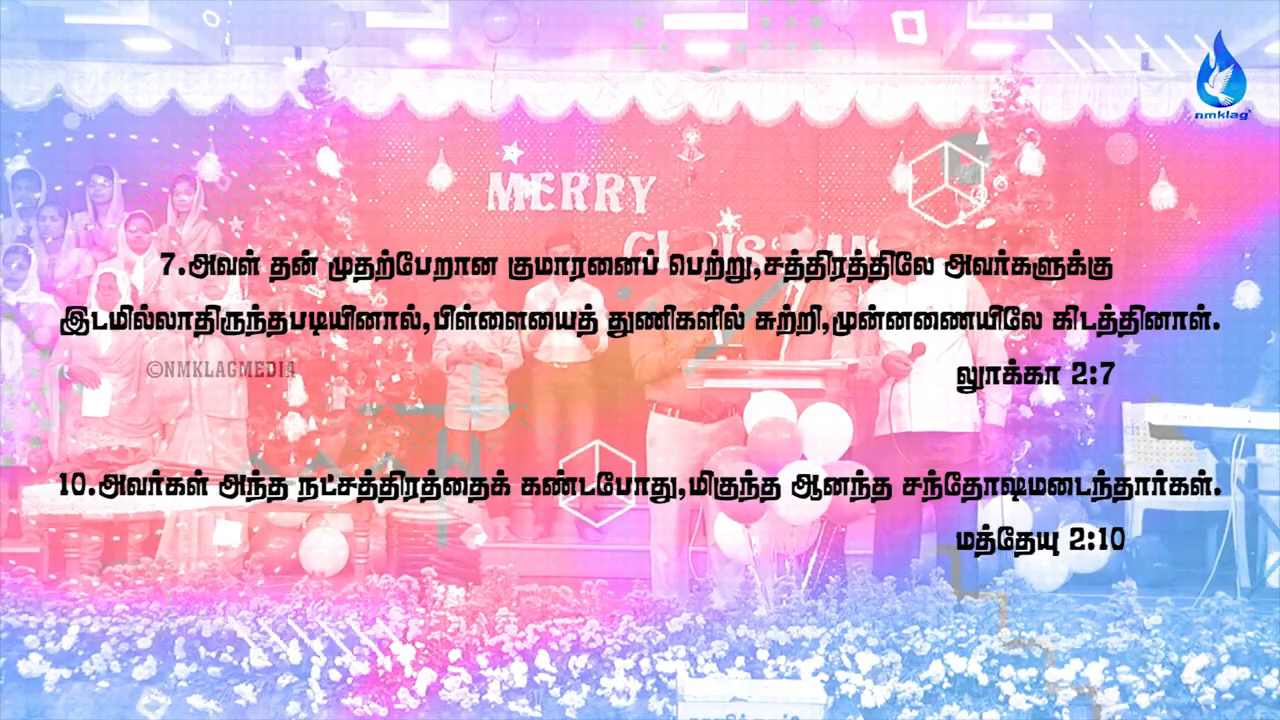 nmklag
MERRY
CHRISTMAS
7.அவள் தன் முதற்பேறான குமாரனைப் பெற்று,சத்திரத்திலே அவர்களுக்கு
இடமில்லாதிருந்தபடியினால்,பிள்ளையைத் துணிகளில் சுற்றி,முன்னணையிலே கிடத்தினாள்.
©NMKLAGMEDIA
லூக்கா 2:7
10.அவர்கள் அந்த நட்சத்திரத்தைக் கண்டபோது,மிகுந்த ஆனந்த சந்தோஷமடைந்தார்கள்.
மத்தேயு 2:10